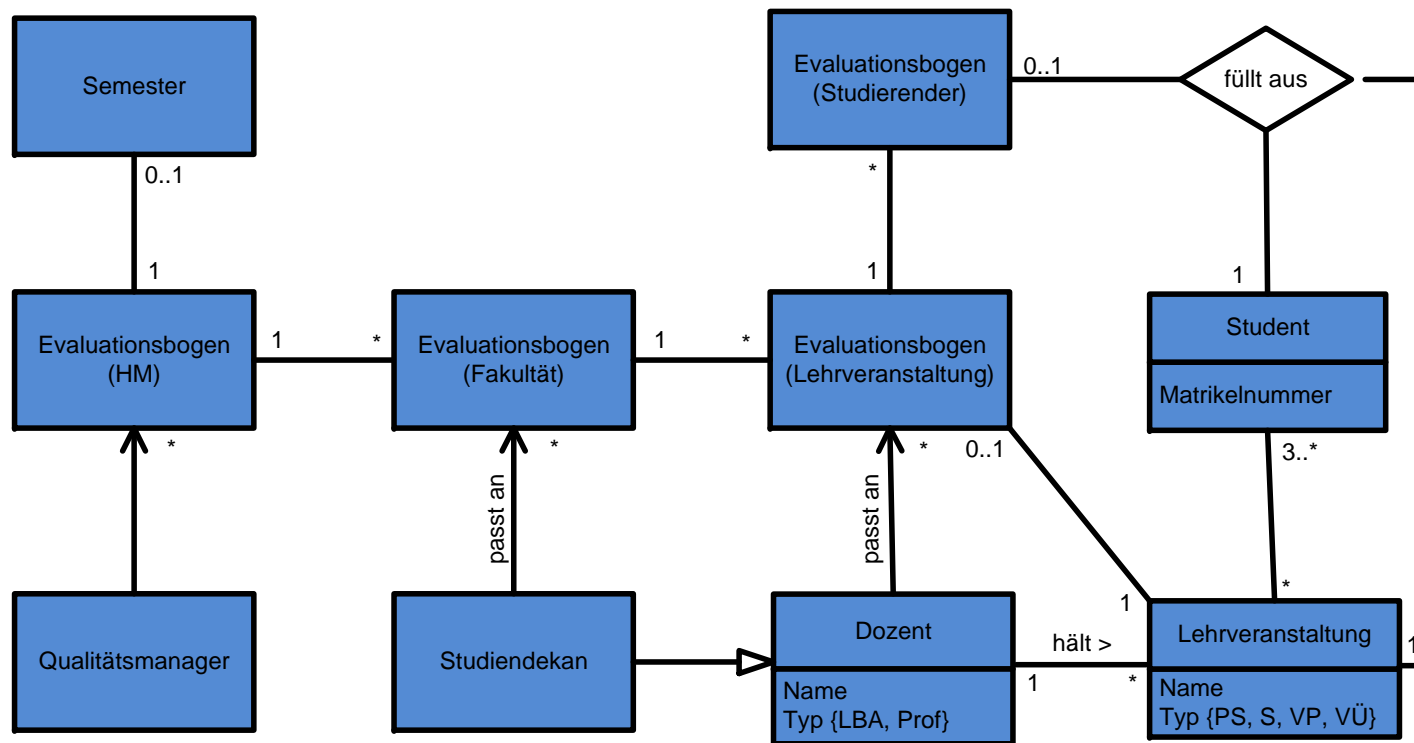 Semester
Evaluationsbogen
(Studierender)
0..1
füllt aus
0..1
*
1
1
1
Evaluationsbogen
(HM)
1
*
Evaluationsbogen
(Fakultät)
1
*
Evaluationsbogen
(Lehrveranstaltung)
Student
Matrikelnummer
*
*
*
0..1
3..*
passt an
passt an
*
1
Qualitätsmanager
Studiendekan
Dozent
Name
Typ {LBA, Prof}
hält >
1
*
Lehrveranstaltung
Name
Typ {PS, S, VP, VÜ}
1